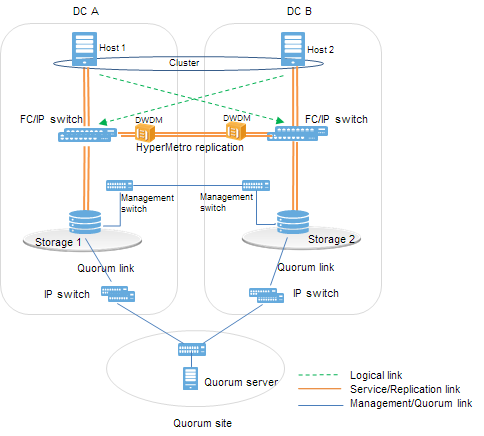 DC A
DC B
Host 1
Host 2
Cluster
FC/IP switch
DWDM
DWDM
FC/IP switch
HyperMetro replication
Management
switch
Management
switch
Storage 1
Storage 2
Quorum link
Quorum link
IP switch
IP switch
Quorum server
Quorum site
Logical link
Service/Replication link
Management/Quorum link